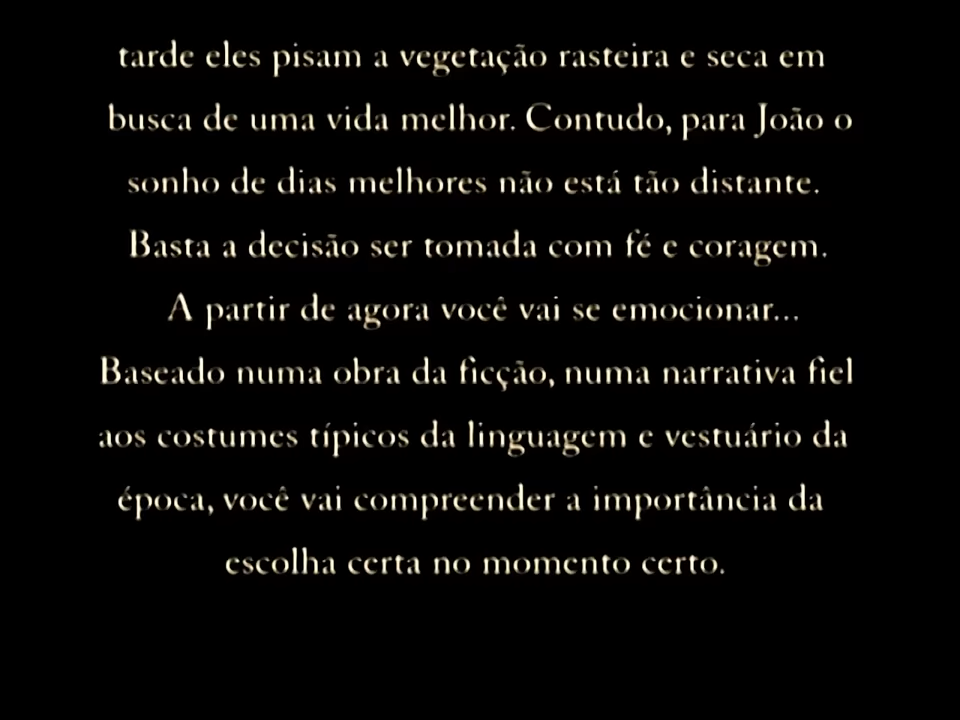 tarde eles pisam a vegetação rasteira e seca em
busca de uma vida melhor. Contudo, para João o
sonho de dias melhores não está tão distante.
Basta a decisão ser tomada com fé e coragem.
A partir de agora você vai se emocionar...
Baseado numa obra da ficção, numa narrativa fiel
aos costumes típicos da linguagem e vestuário da
época, você vai compreender a importância da
escolha certa no momento certo.